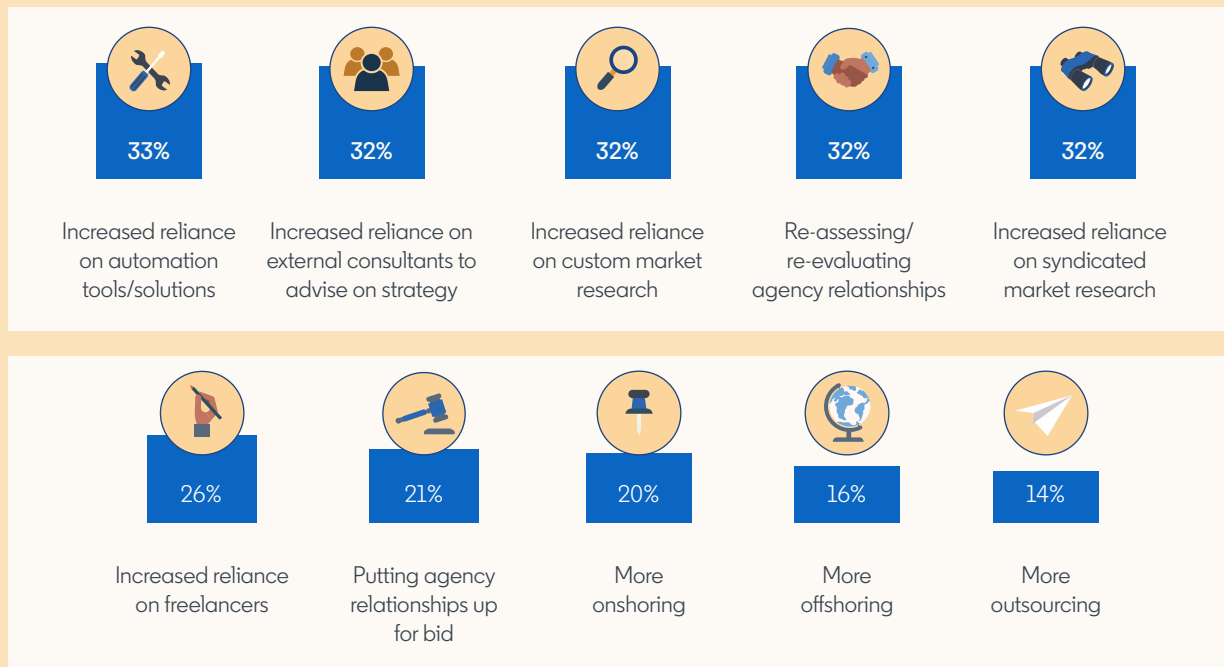 33%
32%
32%
32%
32%
Increased reliance
on automation
tools/solutions
Increased reliance on
external consultants to
advise on strategy
Increased reliance
on custom market
research
Re-assessing/
re-evaluating
agency relationships
Increased reliance
on syndicated
market research
26%
21%
20%
16%
14%
Increased reliance
on freelancers
Putting agency
relationships up
for bid
More
onshoring
More
offshoring
More
outsourcing